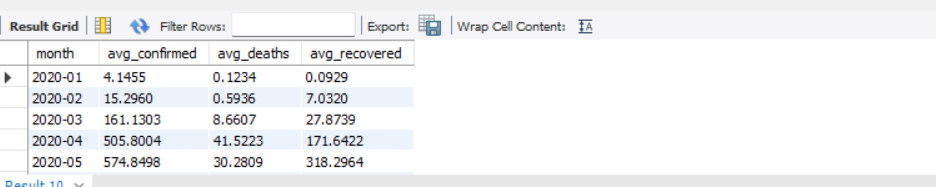 Result Grid Filter Rows: Export: Wrap Cell Content:
month avg_confirmed avg_deaths avg_recovered
2020-01 4.1455 0.1234 0.0929
2020-02 15.2960 0.5936 7.0320
2020-03 161.1303 8.6607 27.8739
2020-04 505.8004 41.5223 171.6422
2020-05 574.8498 30.2809 318.2964
Result 10